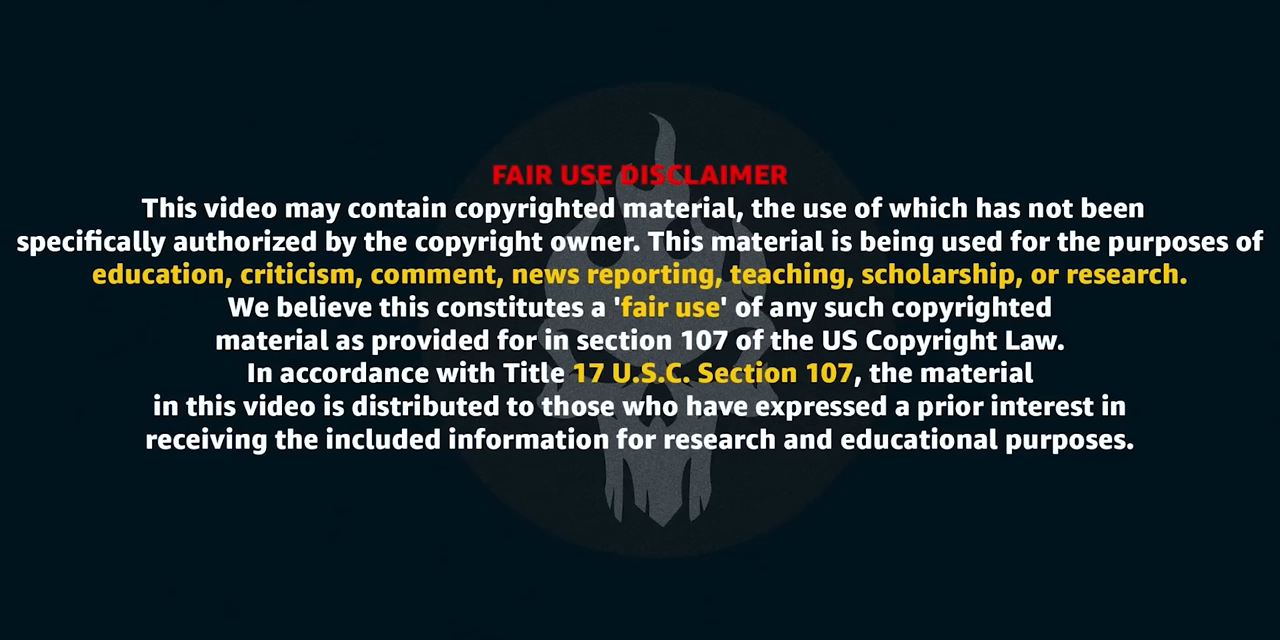 FAIR USE DISCLAIMER
This video may contain copyrighted material, the use of which has not been
specifically authorized by the copyright owner. This material is being used for the purposes of
education, criticism, comment, news reporting, teaching, scholarship, or research.
We believe this constitutes a 'fair use' of any such copyrighted
material as provided for in section 107 of the US Copyright Law.
In accordance with Title 17 U.S.C. Section 107, the material
in this video is distributed to those who have expressed a prior interest in
receiving the included information for research and educational purposes.